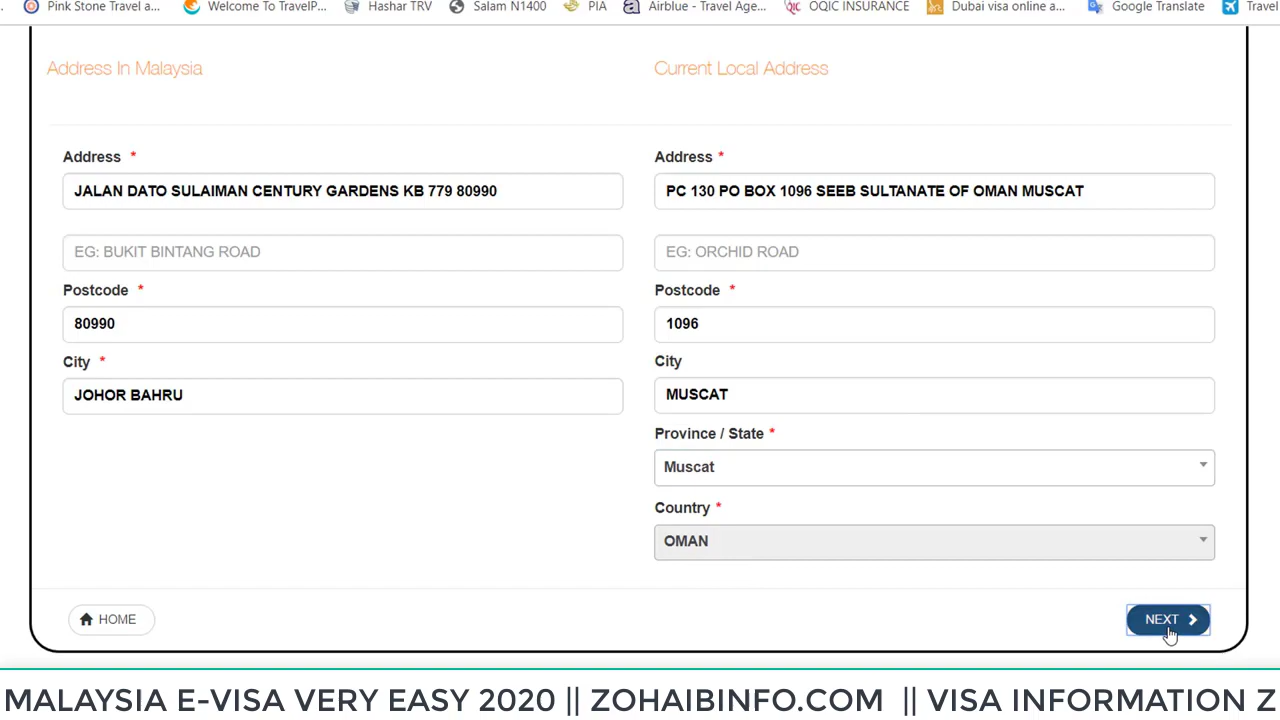 Pink Stone Travel a... Welcome To TravelP... Hashar TRV Salam N1400 PIA Airblue - Travel Age... QIC OQIC INSURANCE Dubai visa online a... Google Translate Travel
Address In Malaysia
Address *
JALAN DATO SULAIMAN CENTURY GARDENS KB 779 80990
EG: BUKIT BINTANG ROAD
Postcode *
80990
City *
JOHOR BAHRU
Current Local Address
Address *
PC 130 PO BOX 1096 SEEB SULTANATE OF OMAN MUSCAT
EG: ORCHID ROAD
Postcode *
1096
City
MUSCAT
Province / State *
Muscat
Country *
OMAN
HOME
NEXT
MALAYSIA E-VISA VERY EASY 2020 || ZOHAIBINFO.COM || VISA INFORMATION Z